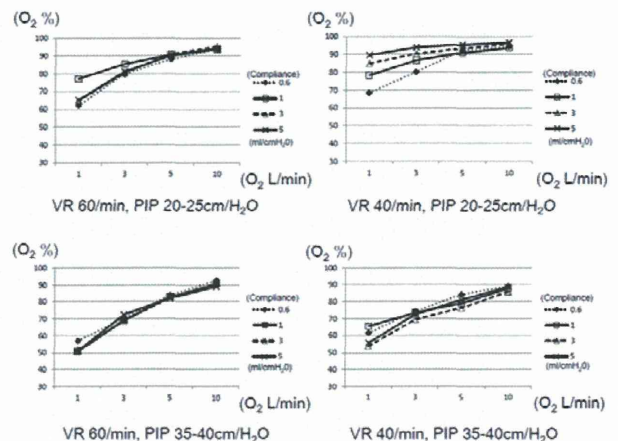 (O₂ %)
100
90
80
70
60
50
40
30
1 3 5 10
(Compliance)
0.6
1
3
5
(ml/cmH₂0)
(O₂ L/min)
VR 60/min, PIP 20-25cm/H₂O
(O₂ %)
100
90
80
70
60
50
40
30
1 3 5 10
(Compliance)
0.6
1
3
5
(ml/cmH₂0)
(O₂ L/min)
VR 40/min, PIP 20-25cm/H₂O
(O₂ %)
100
90
80
70
60
50
40
30
1 3 5 10
(Compliance)
0.6
1
3
5
(ml/cmH₂0)
(O₂ L/min)
VR 60/min, PIP 35-40cm/H₂O
(O₂ %)
100
90
80
70
60
50
40
30
1 3 5 10
(Compliance)
0.6
1
3
5
(ml/cmH₂0)
(O₂ L/min)
VR 40/min, PIP 35-40cm/H₂O